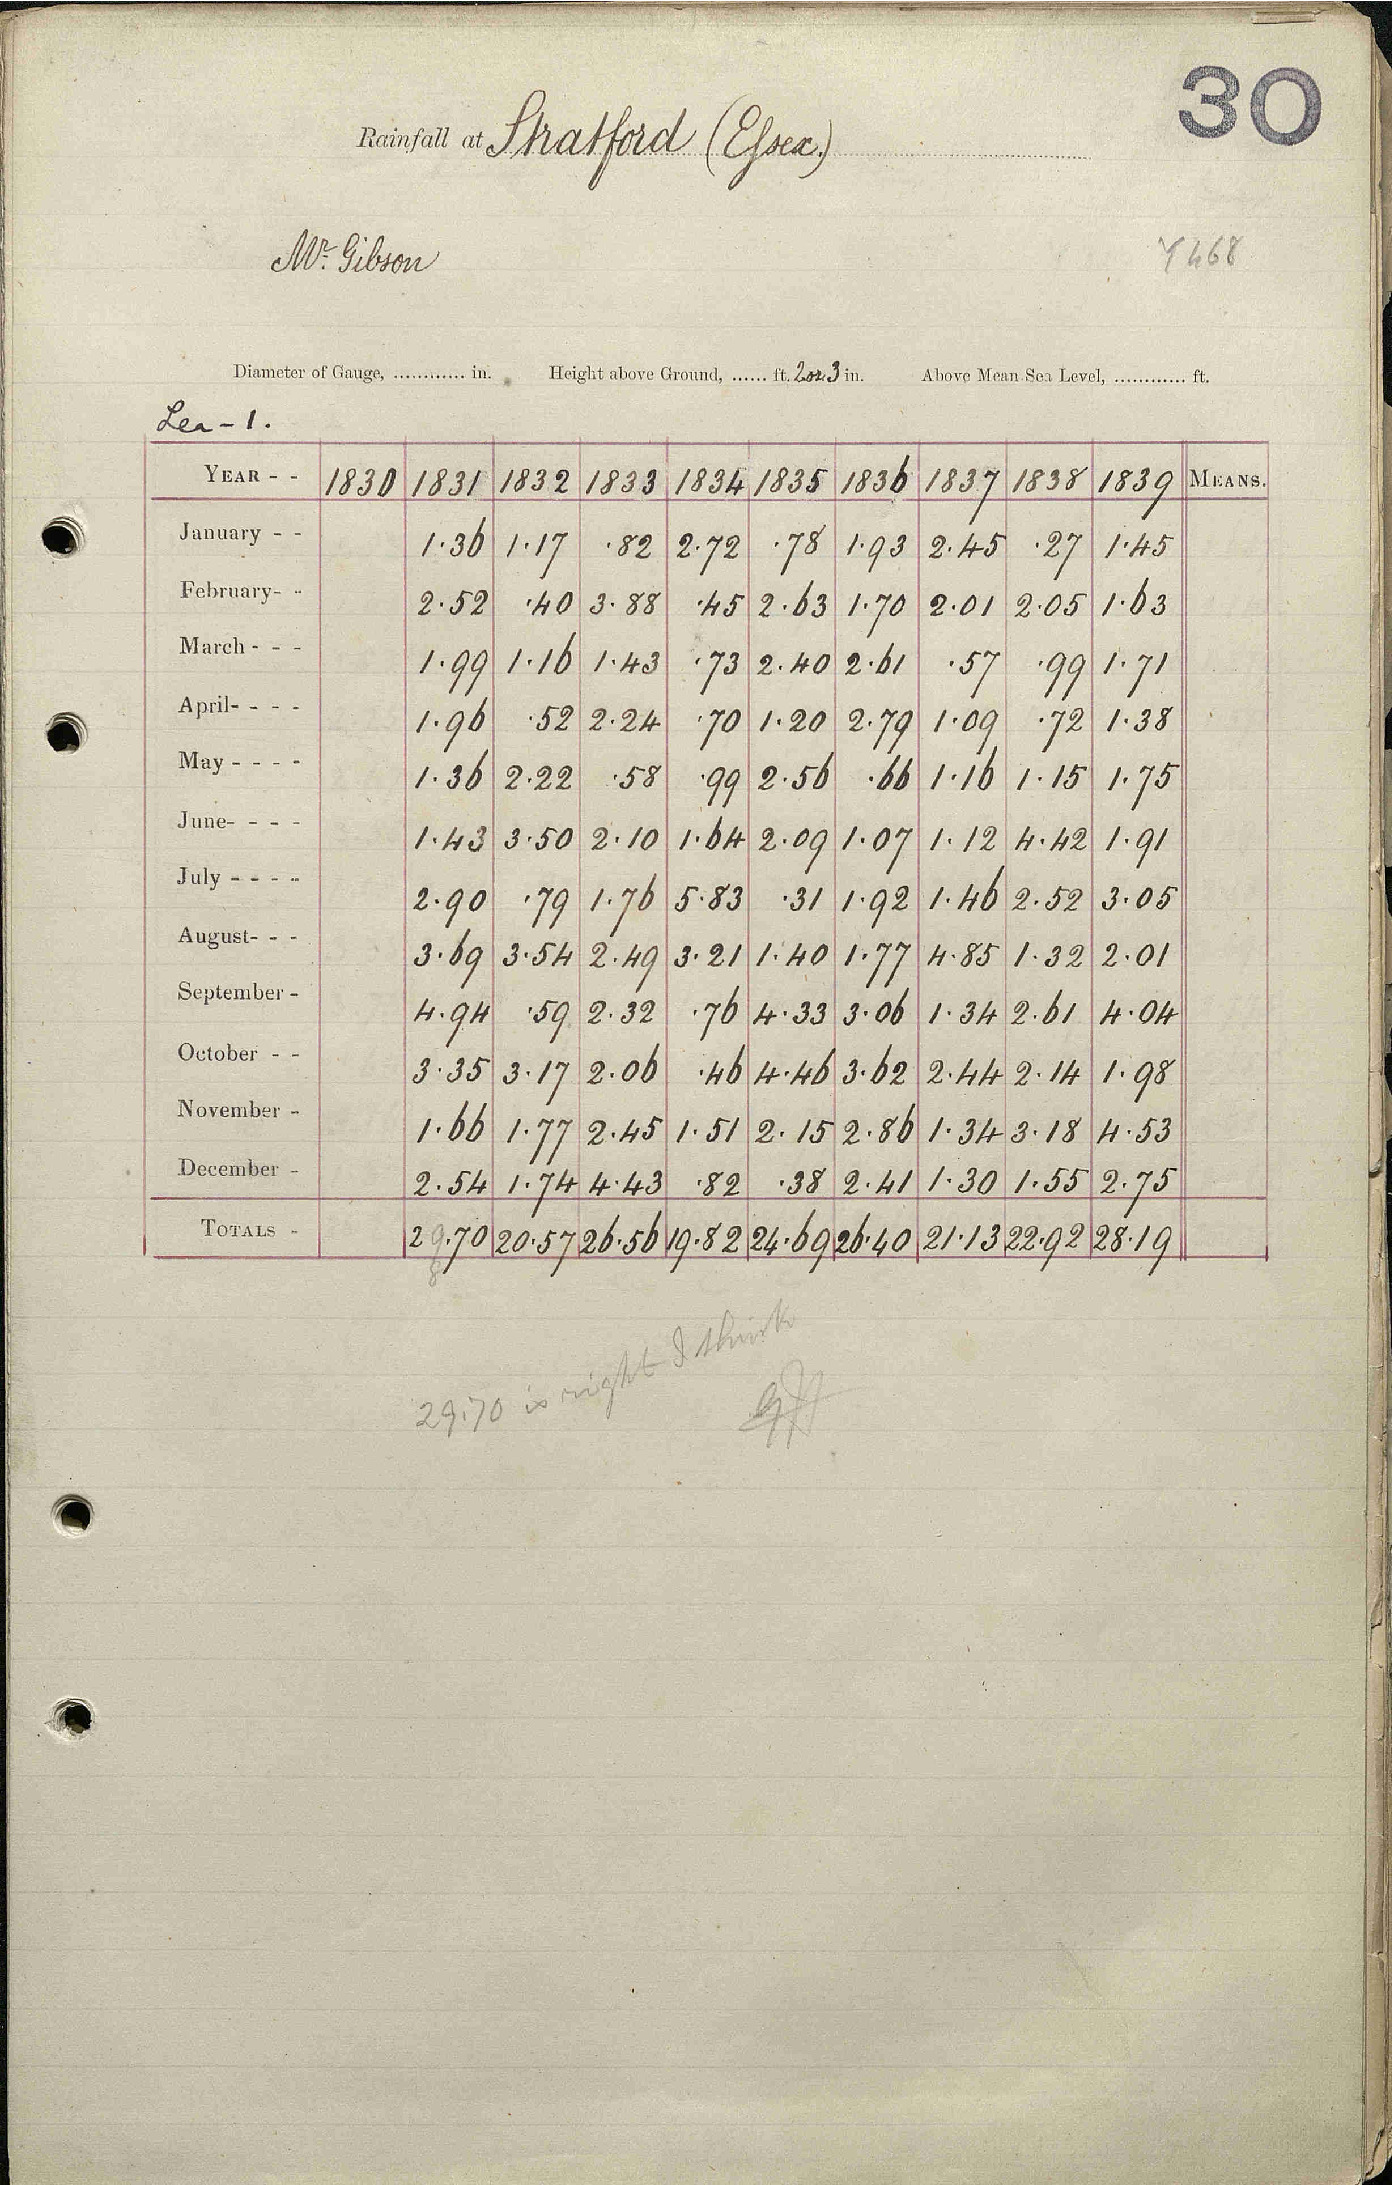 30
Rainfall at Stratford (Essex.)
Mr. Gibson
Diameter of Gauge, ............ in. Height above Ground, ...... ft. 2 or 3 in. Above Mean Sea Level, ............ ft.
Lea - 1.
YEAR - - 1830 1831 1832 1833 1834 1835 1836 1837 1838 1839 MEANS.
January - - 1.36 1.17 .82 2.72 .78 1.93 2.45 .27 1.45
February- - 2.52 .40 3.88 .45 2.63 1.70 2.01 2.05 1.63
March - - - 1.99 1.16 1.43 .73 2.40 2.61 .57 .99 1.71
April- - - - 1.96 .52 2.24 .70 1.20 2.79 1.09 .72 1.38
May - - - - 1.36 2.22 .58 .99 2.56 .66 1.16 1.15 1.75
June- - - - 1.43 3.50 2.10 1.64 2.09 1.07 1.12 4.42 1.91
July - - - - 2.90 .79 1.76 5.83 .31 1.92 1.46 2.52 3.05
August- - - 3.69 3.54 2.49 3.21 1.40 1.77 4.85 1.32 2.01
September - 4.94 .59 2.32 .76 4.33 3.06 1.34 2.61 4.04
October - - 3.35 3.17 2.06 .46 4.46 3.62 2.44 2.14 1.98
November - 1.66 1.77 2.45 1.51 2.15 2.86 1.34 3.18 4.53
December - 2.54 1.74 4.43 .82 .38 2.41 1.30 1.55 2.75
TOTALS - 29.70 20.57 26.56 19.82 24.69 26.40 21.13 22.92 28.19
8
29.70 is right I think